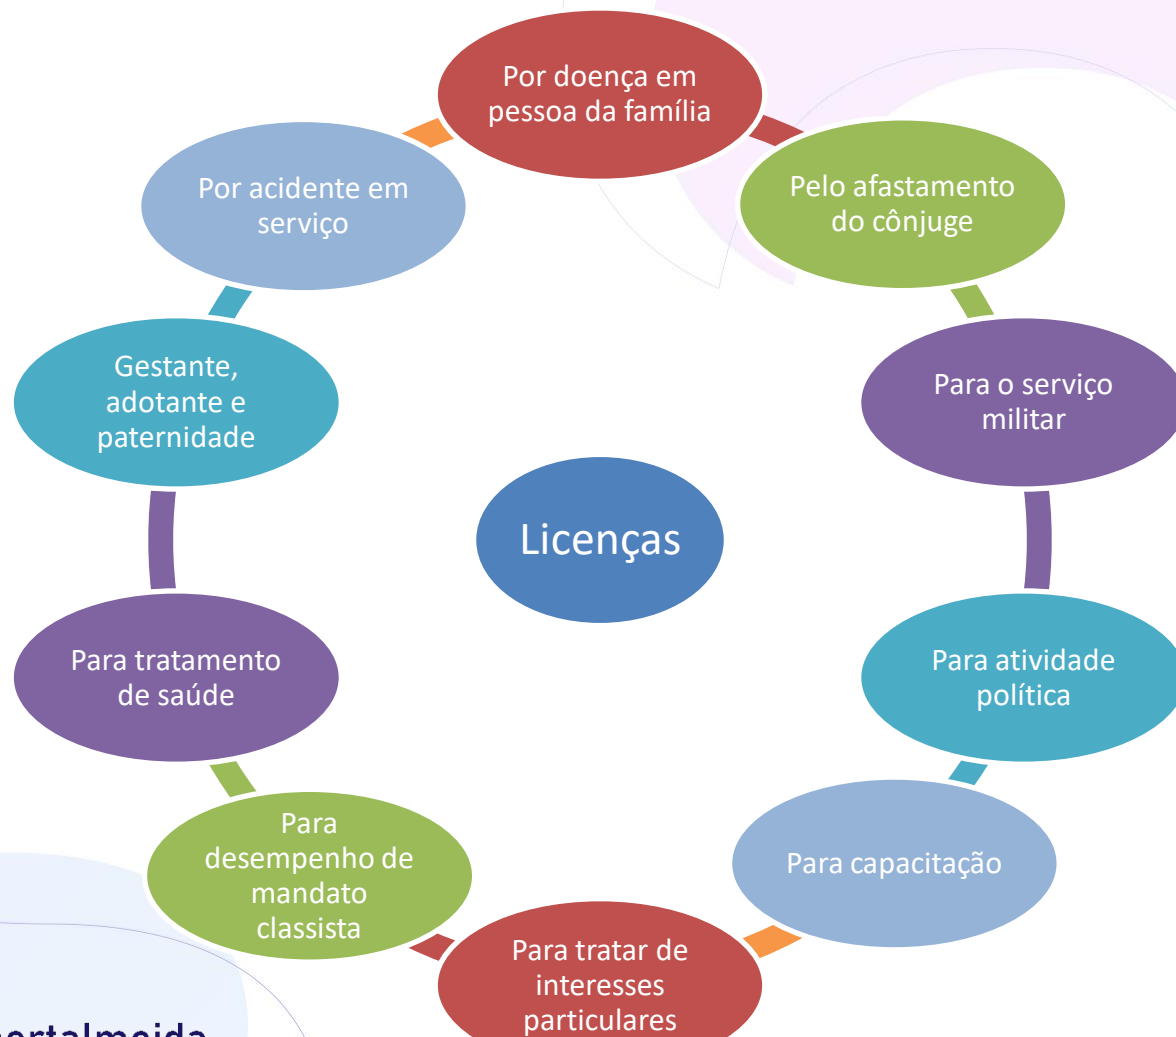 Por doença em
pessoa da família
Pelo afastamento
do cônjuge
Para o serviço
militar
Para atividade
política
Para capacitação
Para tratar de
interesses
particulares
Para
desempenho de
mandato
classista
Para tratamento
de saúde
Gestante,
adotante e
paternidade
Por acidente em
serviço
Licenças